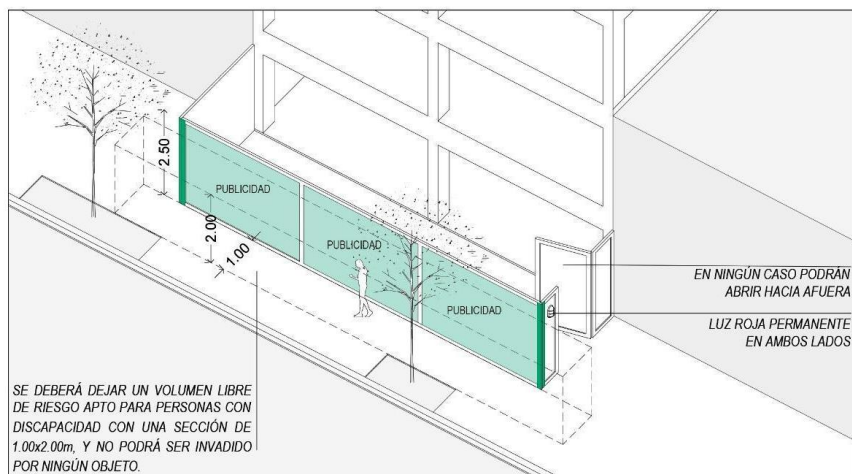 2.50
PUBLICIDAD
2.00
1.00
PUBLICIDAD
PUBLICIDAD
EN NINGÚN CASO PODRÁN
ABRIR HACIA AFUERA
LUZ ROJA PERMANENTE
EN AMBOS LADOS
SE DEBERÁ DEJAR UN VOLUMEN LIBRE
DE RIESGO APTO PARA PERSONAS CON
DISCAPACIDAD CON UNA SECCIÓN DE
1.00x2.00m, Y NO PODRÁ SER INVADIDO
POR NINGÚN OBJETO.